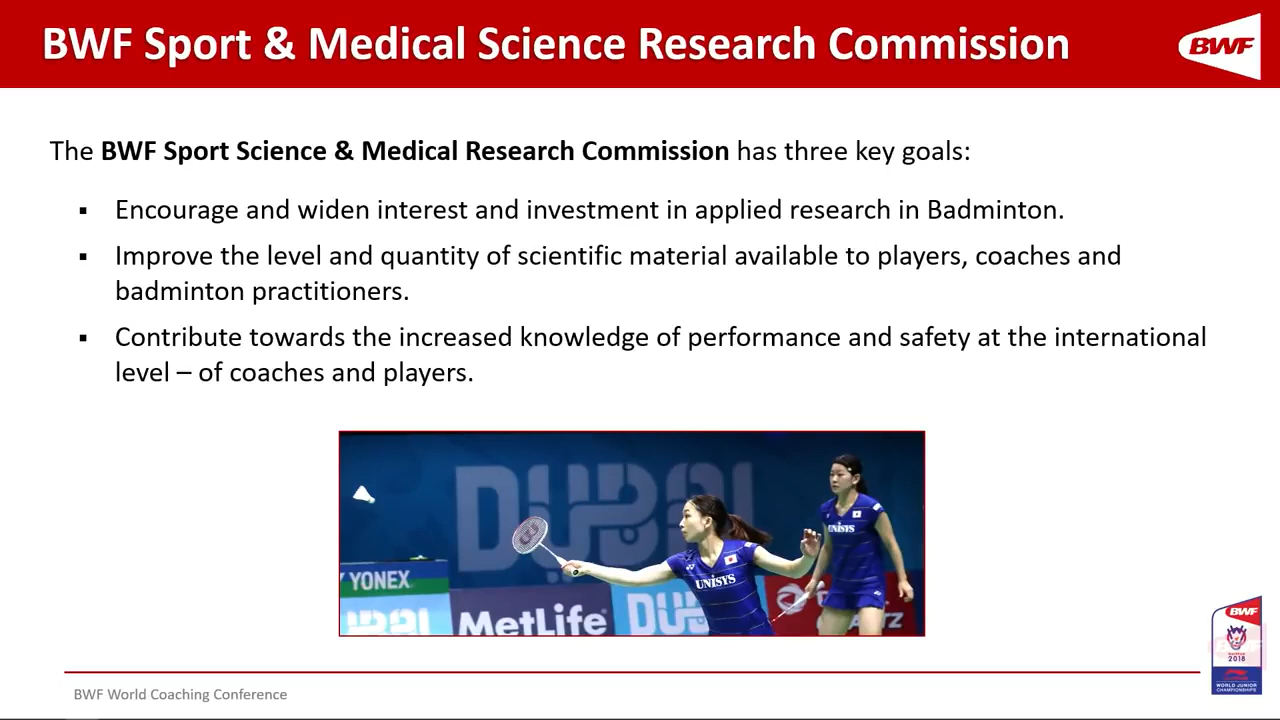 BWF Sport & Medical Science Research Commission
BWF
The BWF Sport Science & Medical Research Commission has three key goals:
▪ Encourage and widen interest and investment in applied research in Badminton.
▪ Improve the level and quantity of scientific material available to players, coaches and
badminton practitioners.
▪ Contribute towards the increased knowledge of performance and safety at the international
level – of coaches and players.
DUBAI
UNISYS
UNISYS
YONEX
MetLife
BWF
2018
WORLD JUNIOR
CHAMPIONSHIPS
BWF World Coaching Conference